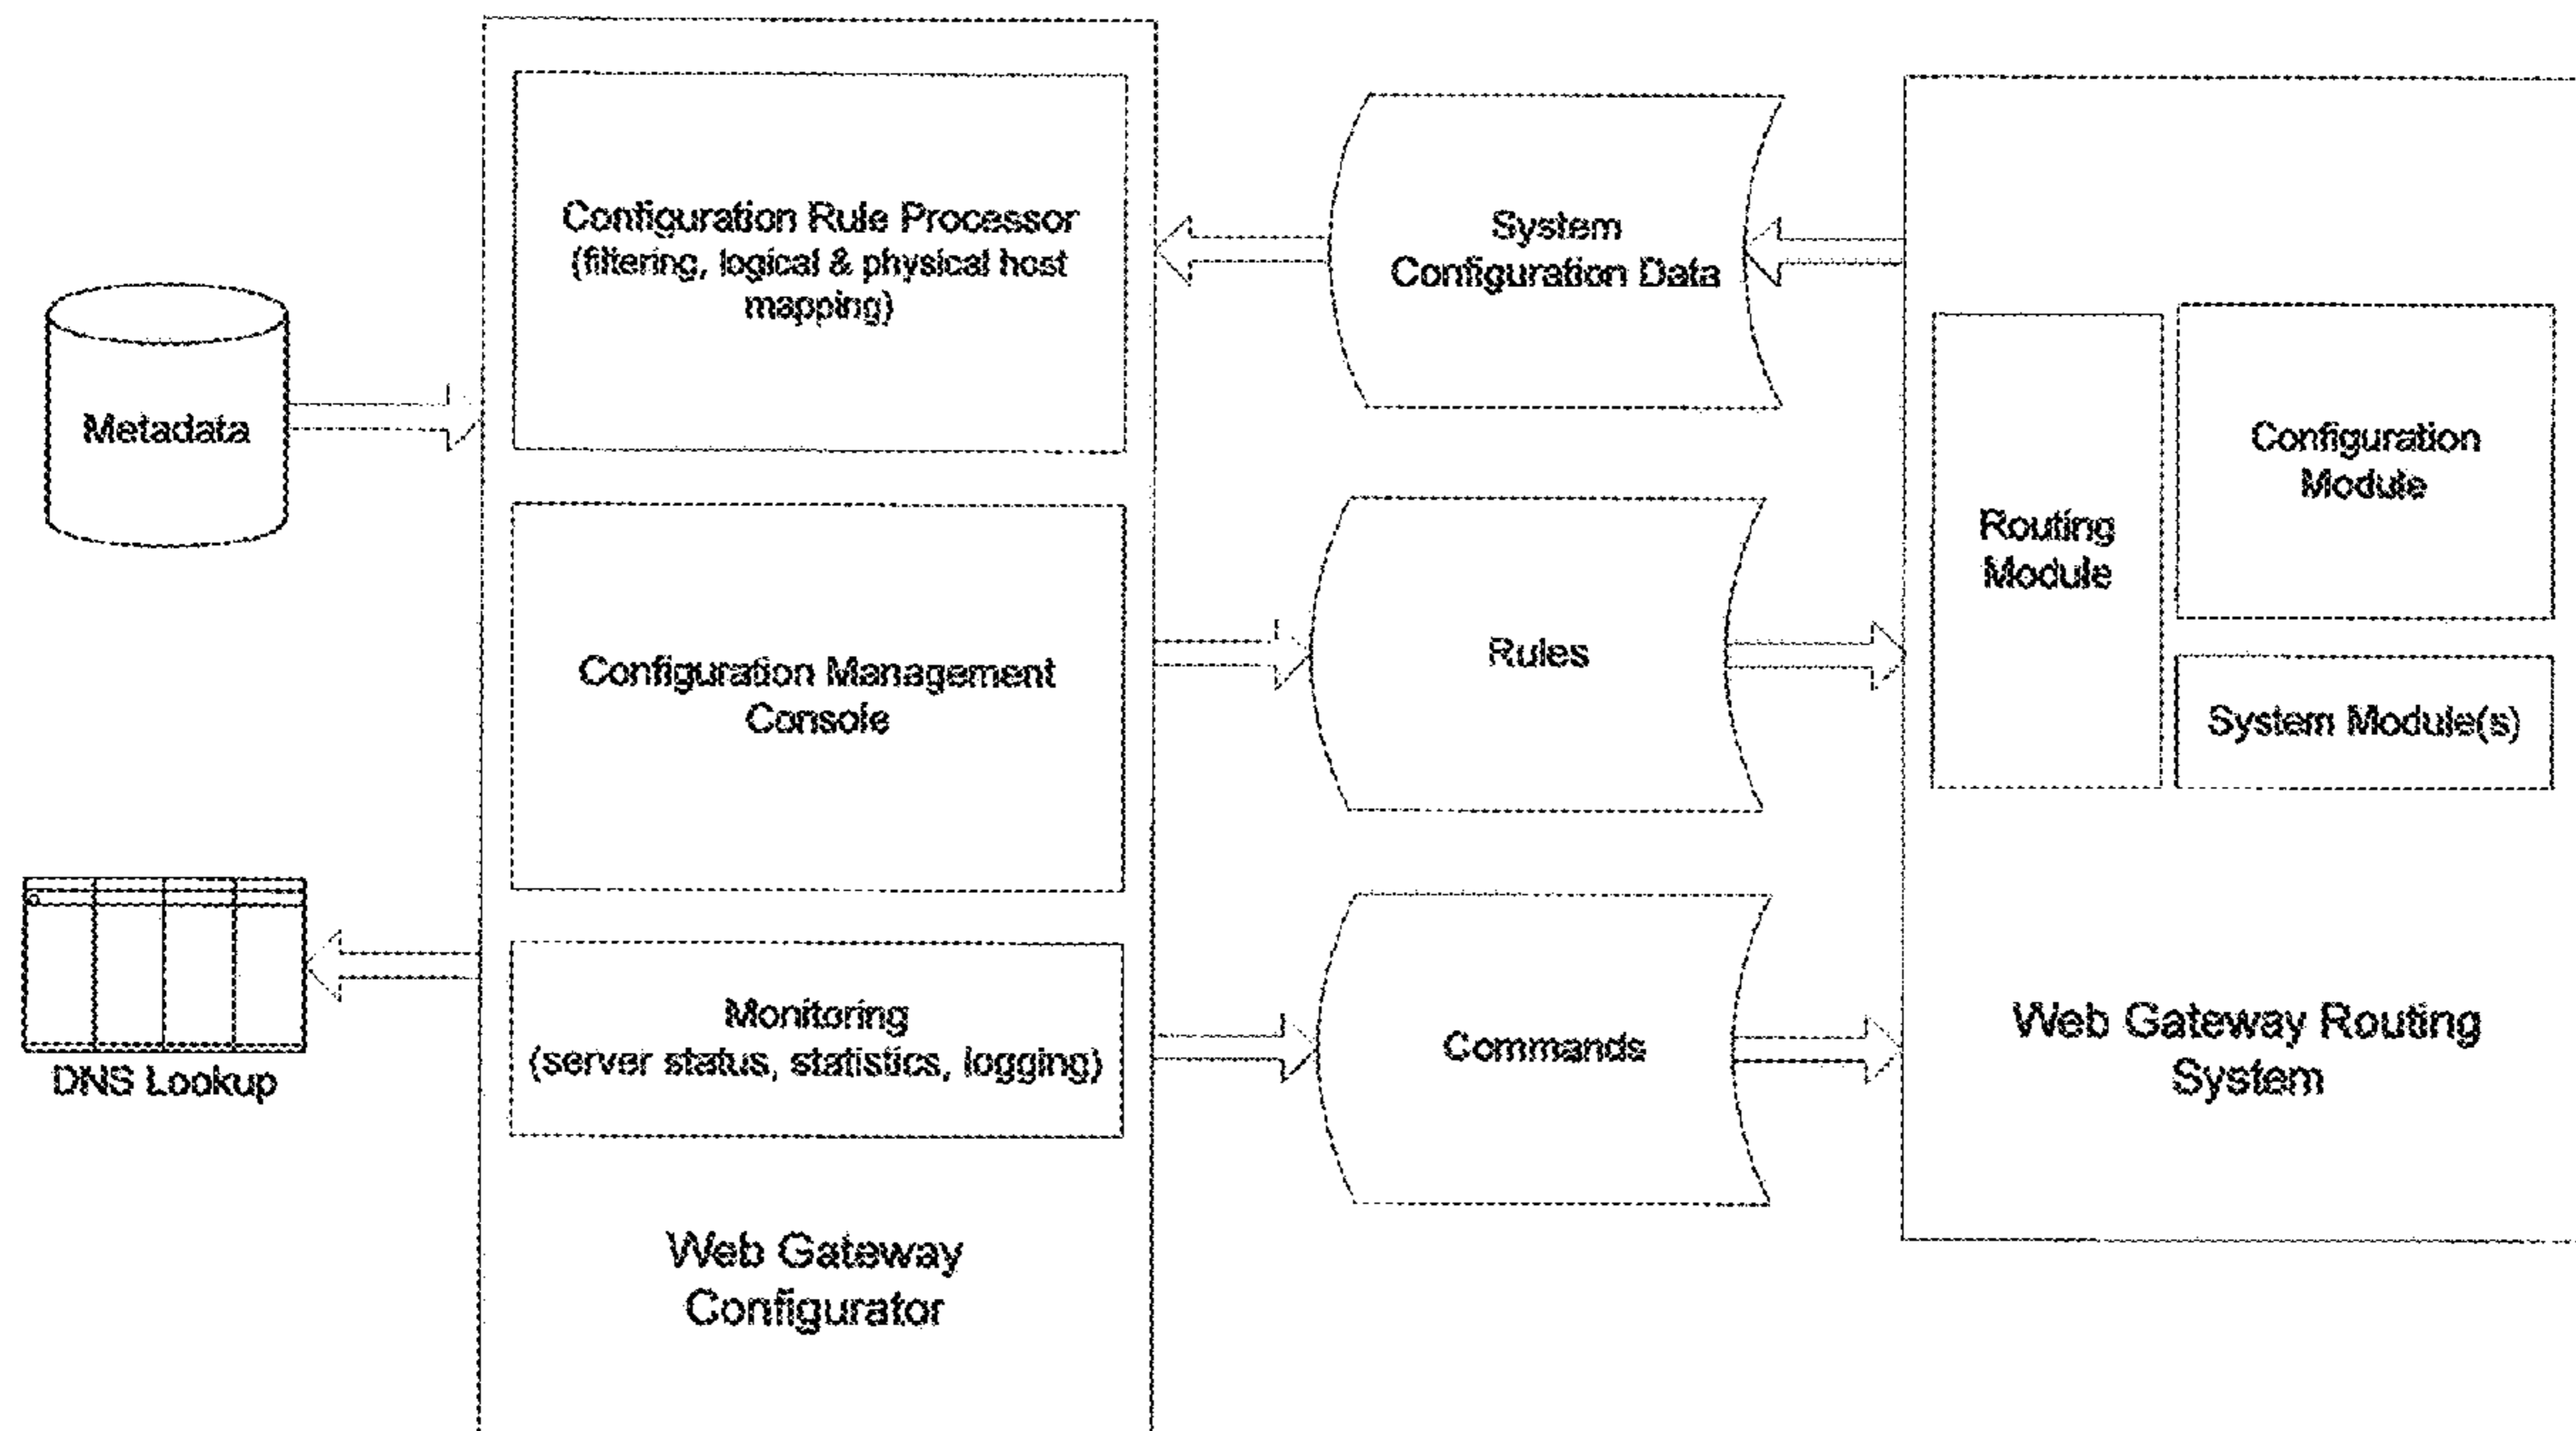 Metadata
DNS Lookup
Configuration Rule Processor
(filtering, logical & physical host
mapping)
Configuration Management
Console
Monitoring
(server status, statistics, logging)
Web Gateway
Configurator
System
Configuration Data
Rules
Commands
Routing
Module
Configuration
Module
System Module(s)
Web Gateway Routing
System